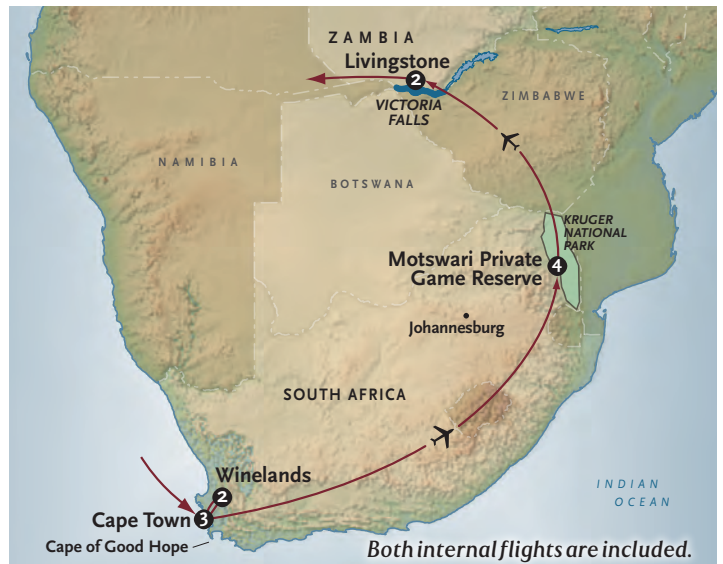 ZAMBIA
Livingstone
2
VICTORIA
FALLS
ZIMBABWE
NAMIBIA
BOTSWANA
KRUGER
NATIONAL
PARK
Motswari Private
Game Reserve
4
Johannesburg
SOUTH AFRICA
Winelands
2
Cape Town
3
Cape of Good Hope
INDIAN
OCEAN
Both internal flights are included.